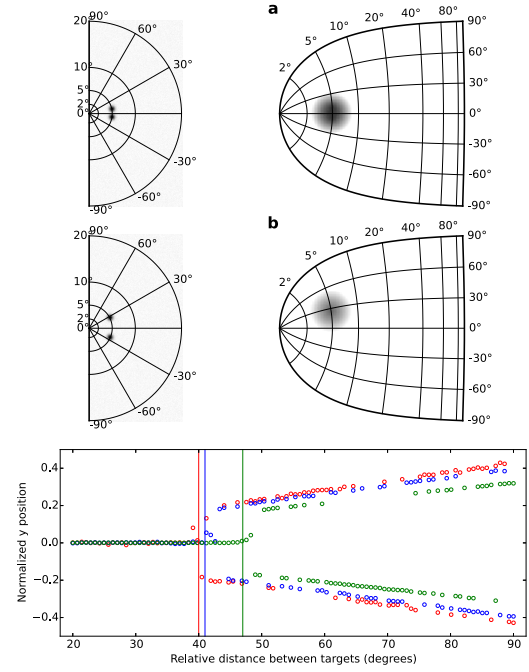 a
20° 90° 60° 30° 10° 5° 2° 0° -30° -60° -90°
2° 5° 10° 20° 40° 60° 80° 90° 60° 30° 0° -30° -60° -90°
b
20° 90° 60° 30° 10° 5° 2° 0° -30° -60° -90°
2° 5° 10° 20° 40° 60° 80° 90° 60° 30° 0° -30° -60° -90°
Normalized y position
0.4
0.2
0.0
−0.2
−0.4
20 30 40 50 60 70 80 90
Relative distance between targets (degrees)